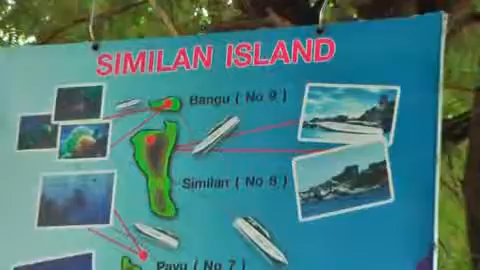 SIMILAN ISLAND
Bangu ( No 9 )
Similan ( No 8 )
Payu ( No 7 )